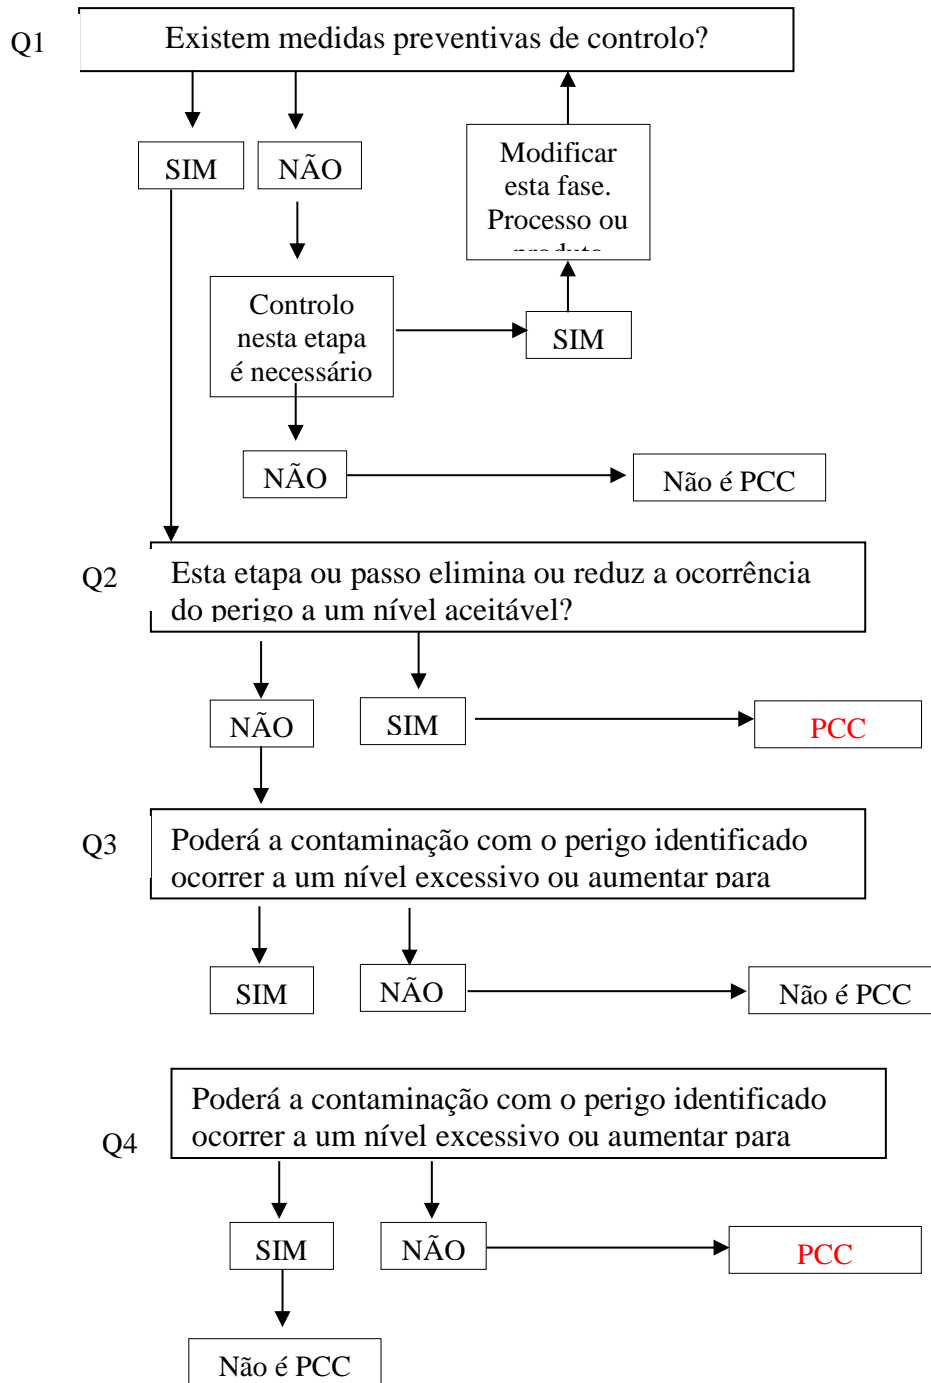 Q1
Existem medidas preventivas de controlo?
SIM
NÃO
Modificar
esta fase.
Processo ou
produto
Controlo
nesta etapa
é necessário
SIM
NÃO
Não é PCC
Q2
Esta etapa ou passo elimina ou reduz a ocorrência
do perigo a um nível aceitável?
NÃO
SIM
PCC
Q3
Poderá a contaminação com o perigo identificado
ocorrer a um nível excessivo ou aumentar para
SIM
NÃO
Não é PCC
Q4
Poderá a contaminação com o perigo identificado
ocorrer a um nível excessivo ou aumentar para
SIM
NÃO
PCC
Não é PCC